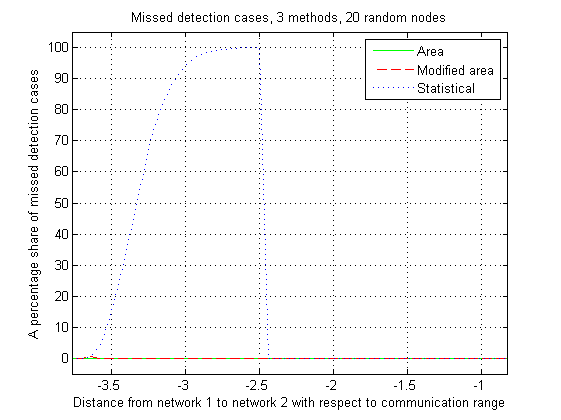 Missed detection cases, 3 methods, 20 random nodes
Area
Modified area
Statistical
A percentage share of missed detection cases
100
90
80
70
60
50
40
30
20
10
0
-3.5 -3 -2.5 -2 -1.5 -1
Distance from network 1 to network 2 with respect to communication range